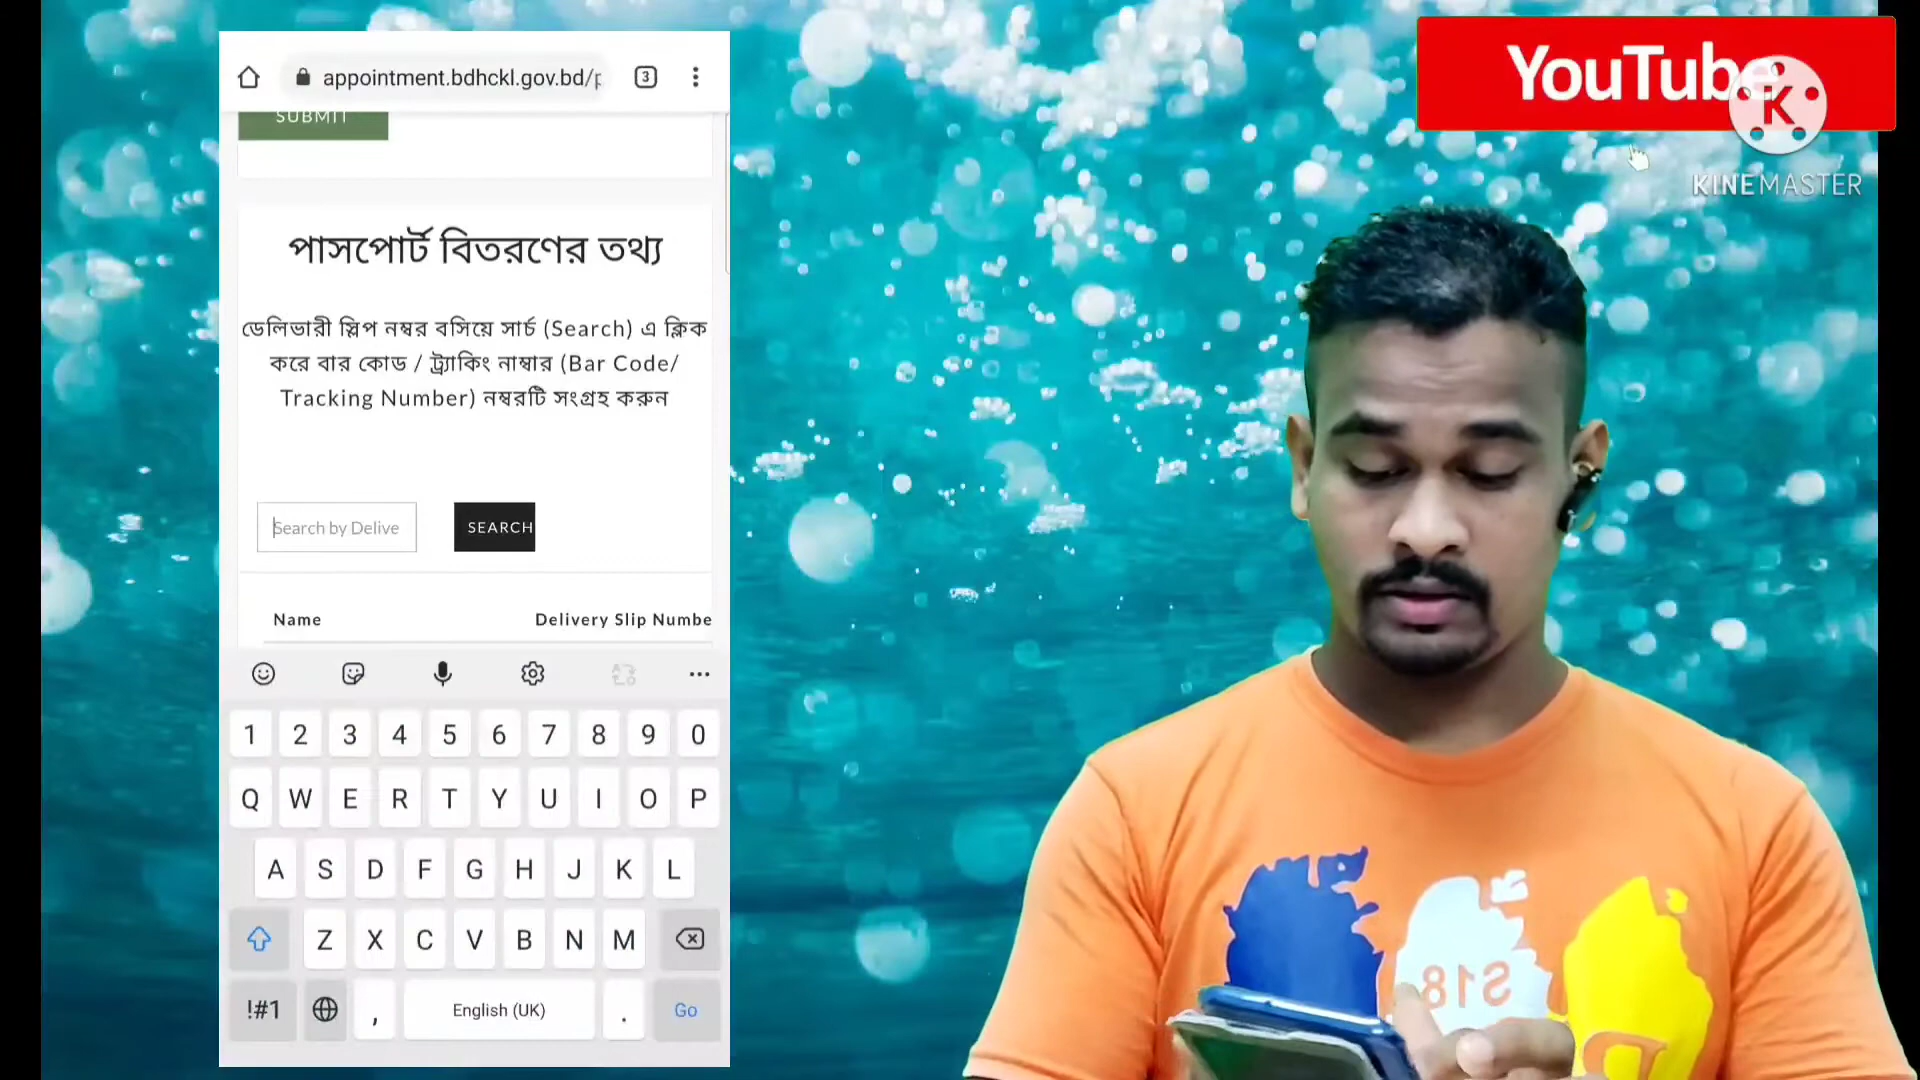 appointment.bdhckl.gov.bd/p
3
SUBMIT
পাসপোর্ট বিতরণের তথ্য
ডেলিভারী স্লিপ নম্বর বসিয়ে সার্চ (Search) এ ক্লিক
করে বার কোড / ট্র্যাকিং নাম্বার (Bar Code/
Tracking Number) নম্বরটি সংগ্রহ করুন
Search by Delive
SEARCH
Name
Delivery Slip Numbe
1 2 3 4 5 6 7 8 9 0
Q W E R T Y U I O P
A S D F G H J K L
Z X C V B N M
!#1 , English (UK) . Go
YouTube
K
KINEMASTER
S18